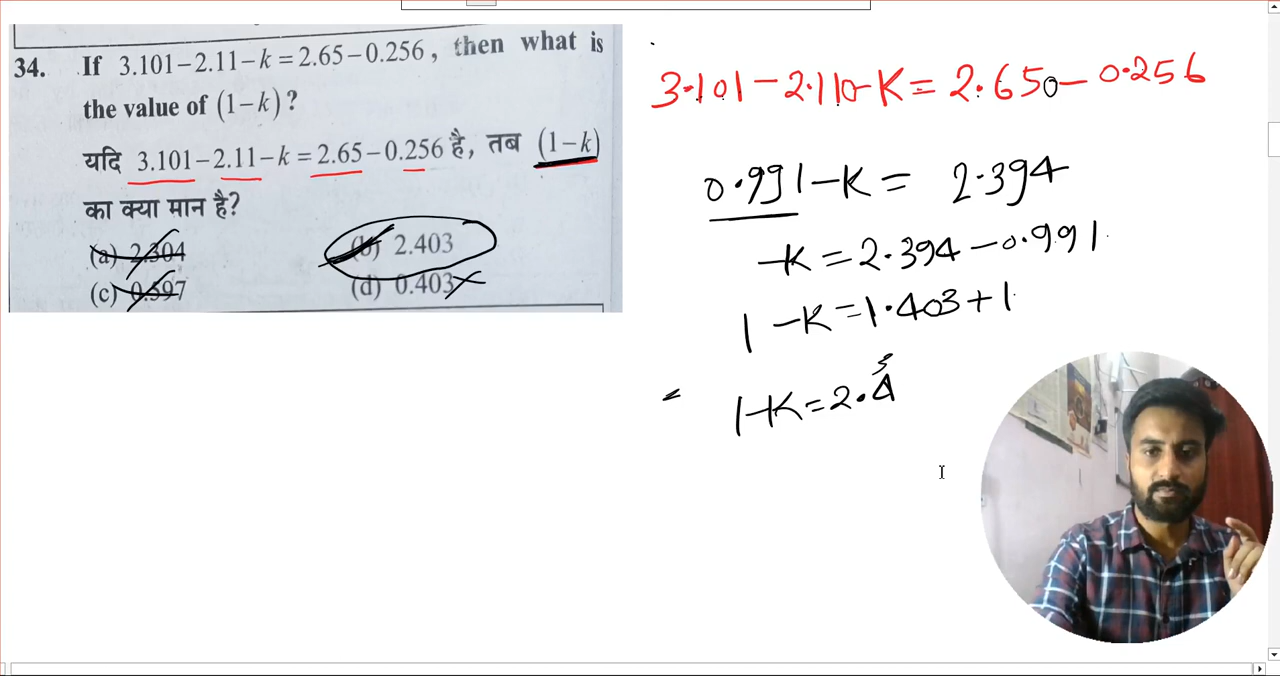 34. If 3.101−2.11−k = 2.65−0.256, then what is
the value of (1−k)?
यदि 3.101−2.11−k = 2.65−0.256 है, तब (1−k)
का क्या मान है?
(a) 2.304 (b) 2.403
(c) 0.597 (d) 0.403
3.101 − 2.110 − K = 2.650 − 0.256
0.991 − K = 2.394
−K = 2.394 − 0.991
1 − K = 1.403 + 1
= 1−K = 2.4